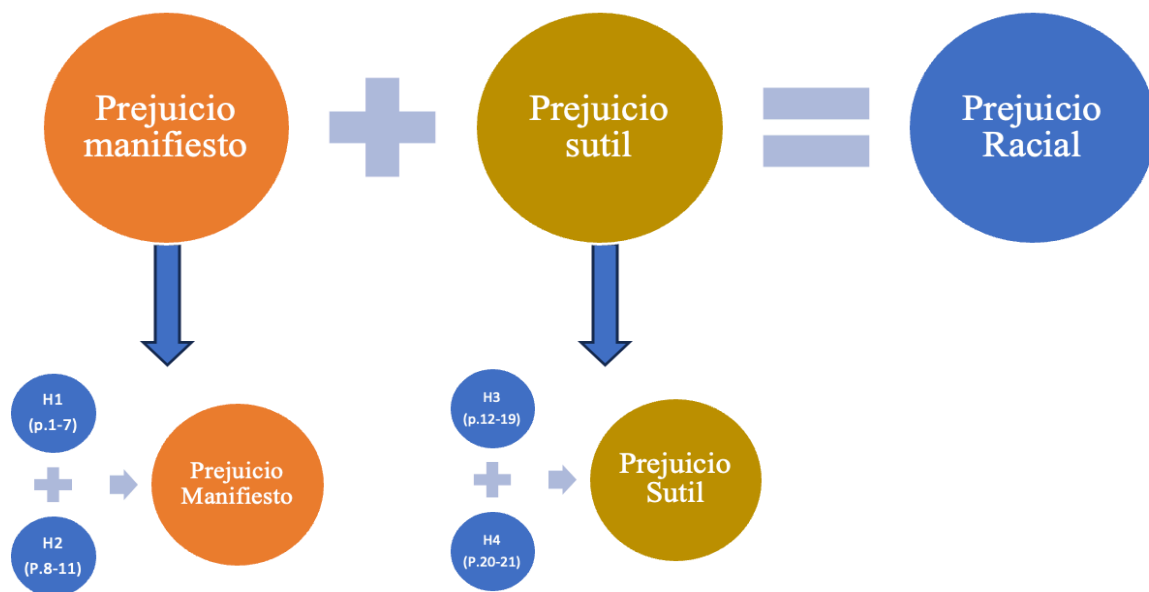 Prejuicio
manifiesto
Prejuicio
sutil
Prejuicio
Racial
H1
(p.1-7)
H2
(P.8-11)
Prejuicio
Manifiesto
H3
(p.12-19)
H4
(P.20-21)
Prejuicio
Sutil